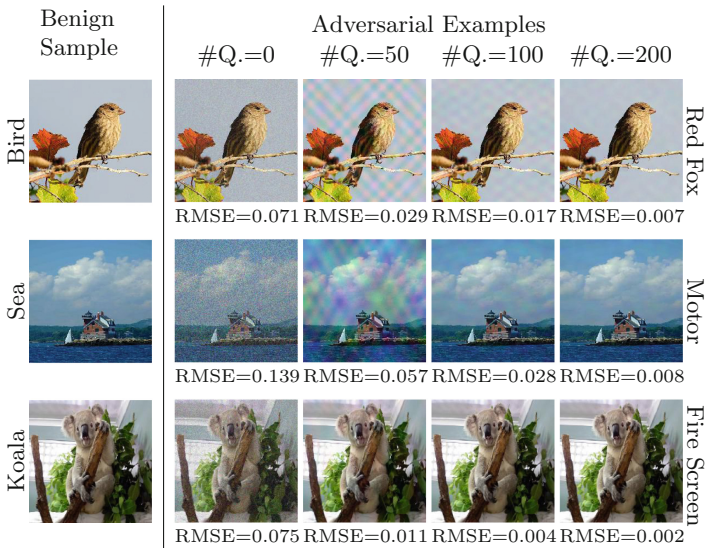 Benign
Sample
Adversarial Examples
#Q.=0 #Q.=50 #Q.=100 #Q.=200
Bird
Red Fox
RMSE=0.071 RMSE=0.029 RMSE=0.017 RMSE=0.007
Sea
Motor
RMSE=0.139 RMSE=0.057 RMSE=0.028 RMSE=0.008
Koala
Fire Screen
RMSE=0.075 RMSE=0.011 RMSE=0.004 RMSE=0.002